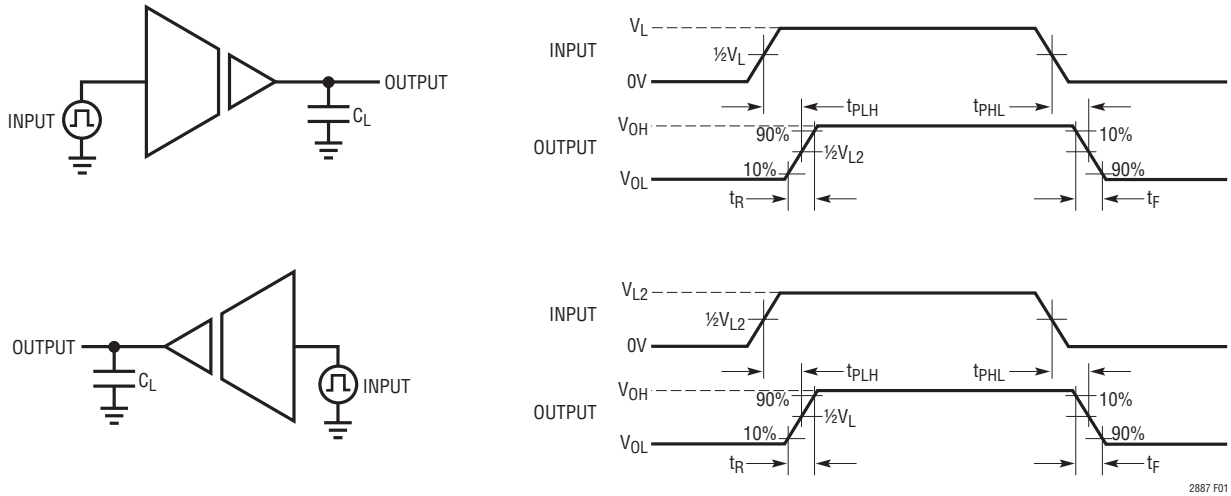 OUTPUT
C_L
INPUT
INPUT
V_L
½V_L
0V
t_PLH
t_PHL
OUTPUT
V_OH
90%
10%
½V_L2
10%
90%
V_OL
t_R
t_F
OUTPUT
C_L
INPUT
INPUT
V_L2
½V_L2
0V
t_PLH
t_PHL
OUTPUT
V_OH
90%
10%
½V_L
10%
90%
V_OL
t_R
t_F
2887 F01